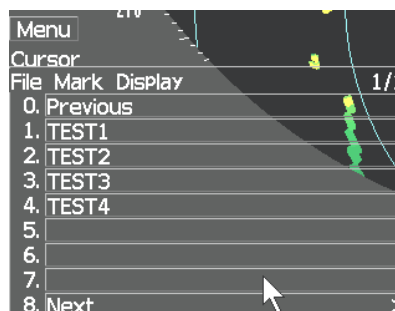 Menu
Cursor
File Mark Display 1/
0. Previous
1. TEST1
2. TEST2
3. TEST3
4. TEST4
5.
6.
7.
8. Next